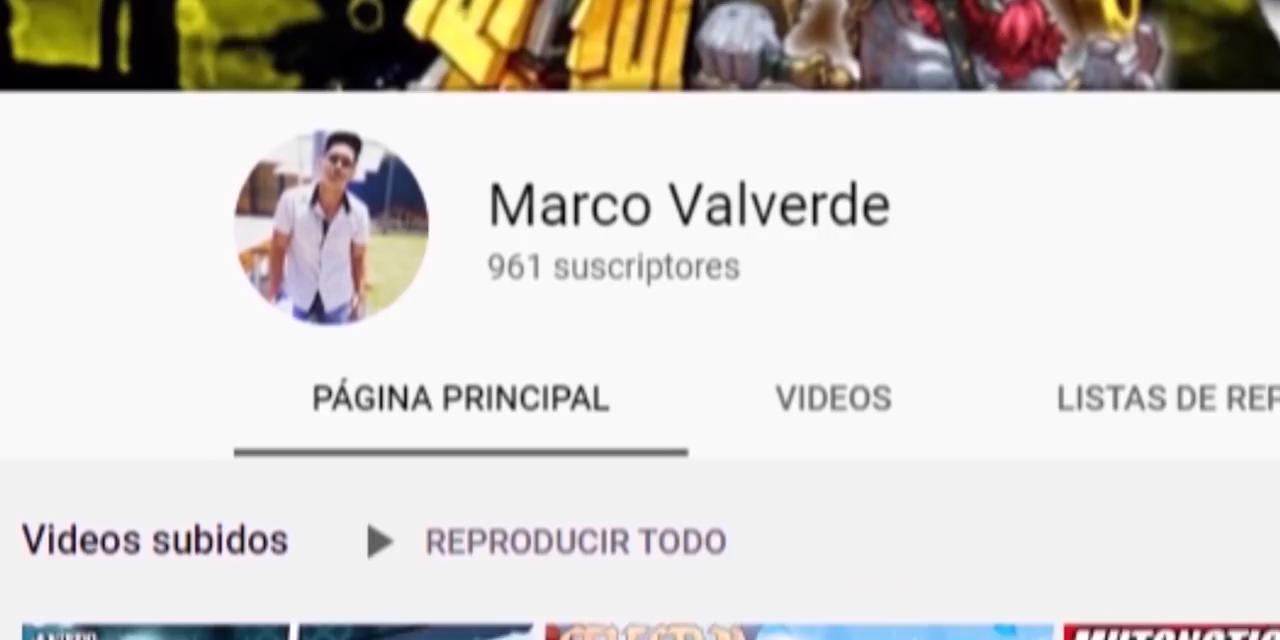 Marco Valverde
961 suscriptores
PÁGINA PRINCIPAL VIDEOS LISTAS DE REP
Videos subidos REPRODUCIR TODO